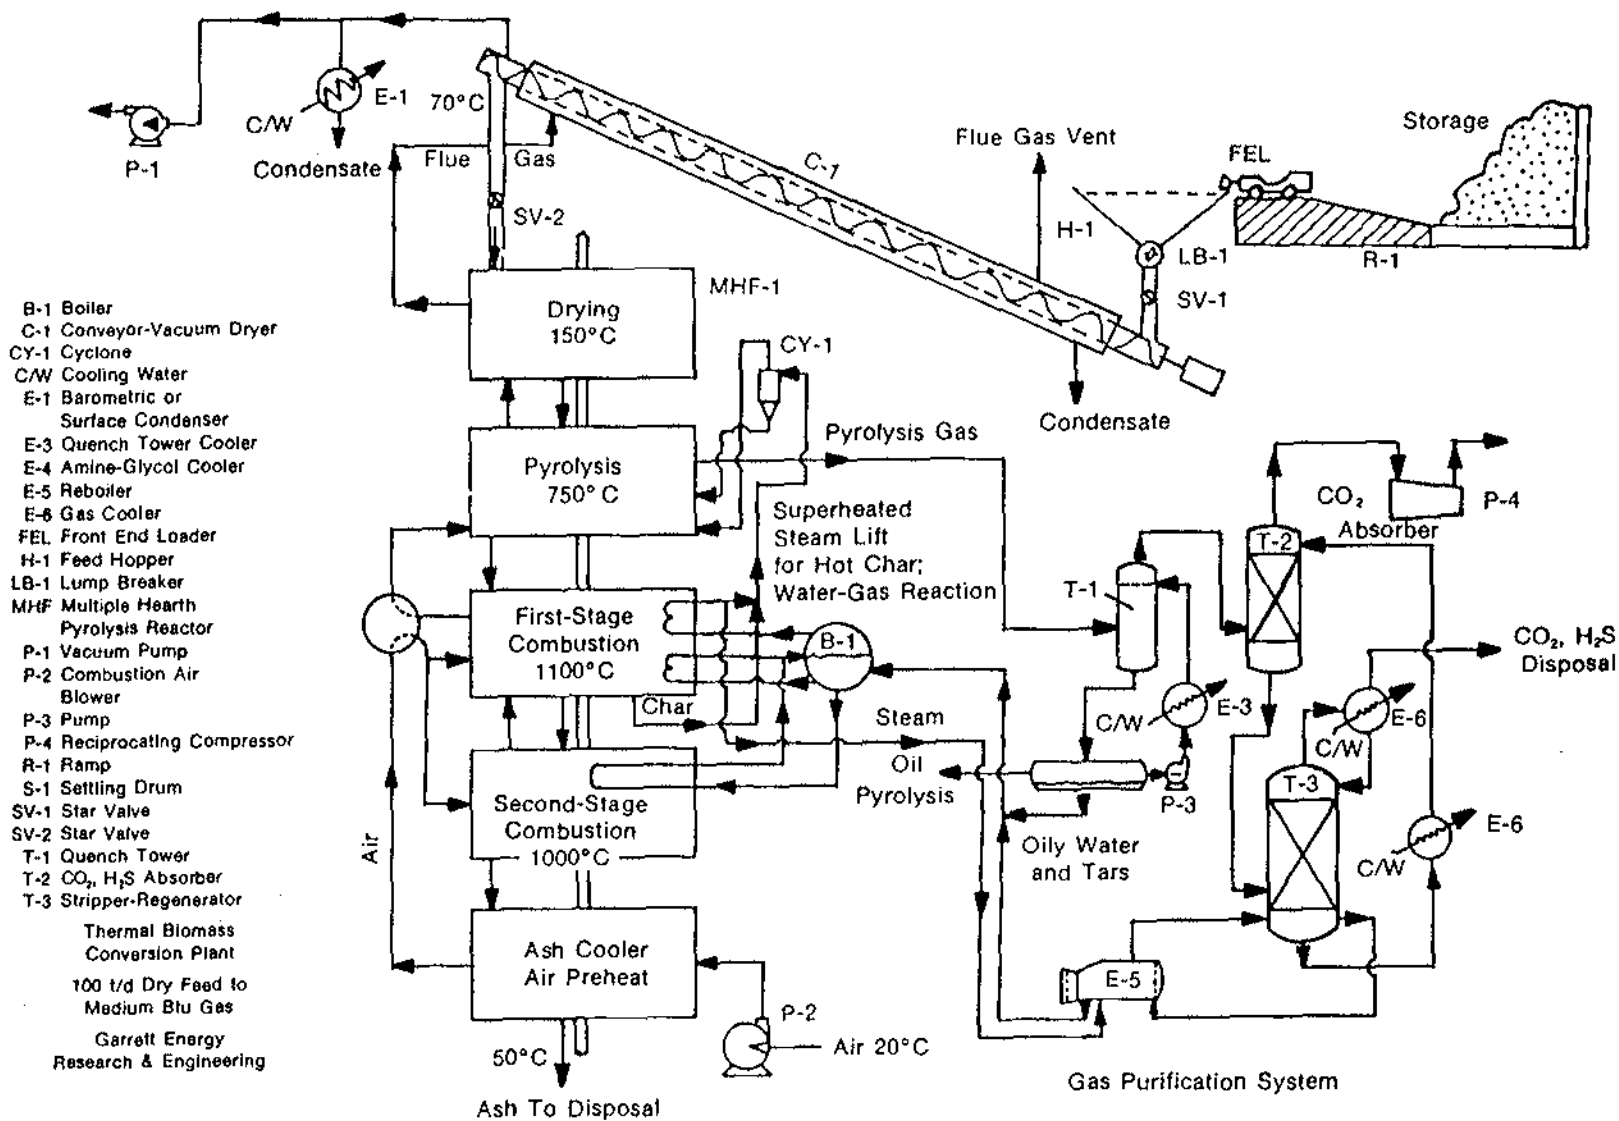 E-1
70°C
C/W
Condensate
P-1
Flue Gas
SV-2
C-1
Flue Gas Vent
Storage
FEL
H-1
LB-1
R-1
SV-1
MHF-1
Drying
150°C
CY-1
Condensate
B-1 Boiler
C-1 Conveyor-Vacuum Dryer
CY-1 Cyclone
C/W Cooling Water
E-1 Barometric or
Surface Condenser
E-3 Quench Tower Cooler
E-4 Amine-Glycol Cooler
E-5 Reboiler
E-6 Gas Cooler
FEL Front End Loader
H-1 Feed Hopper
LB-1 Lump Breaker
MHF Multiple Hearth
Pyrolysis Reactor
P-1 Vacuum Pump
P-2 Combustion Air
Blower
P-3 Pump
P-4 Reciprocating Compressor
R-1 Ramp
S-1 Settling Drum
SV-1 Star Valve
SV-2 Star Valve
T-1 Quench Tower
T-2 CO₂, H₂S Absorber
T-3 Stripper-Regenerator
Thermal Biomass
Conversion Plant
100 t/d Dry Feed to
Medium Btu Gas
Garrett Energy
Research & Engineering
Pyrolysis
750°C
Pyrolysis Gas
Superheated
Steam Lift
for Hot Char;
Water-Gas Reaction
First-Stage
Combustion
1100°C
B-1
Char
Steam
Second-Stage
Combustion
1000°C
Air
Ash Cooler
Air Preheat
P-2
Air 20°C
50°C
Ash To Disposal
CO₂
Absorber
P-4
T-2
T-1
C/W
E-3
Oil
Pyrolysis
P-3
Oily Water
and Tars
CO₂, H₂S
Disposal
E-6
C/W
T-3
E-6
C/W
E-5
Gas Purification System